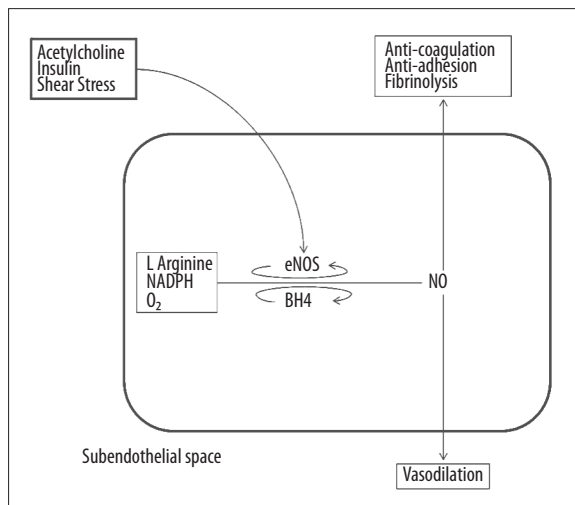 Acetylcholine
Insulin
Shear Stress
Anti-coagulation
Anti-adhesion
Fibrinolysis
L Arginine
NADPH
O₂
eNOS
BH4
NO
Subendothelial space
Vasodilation